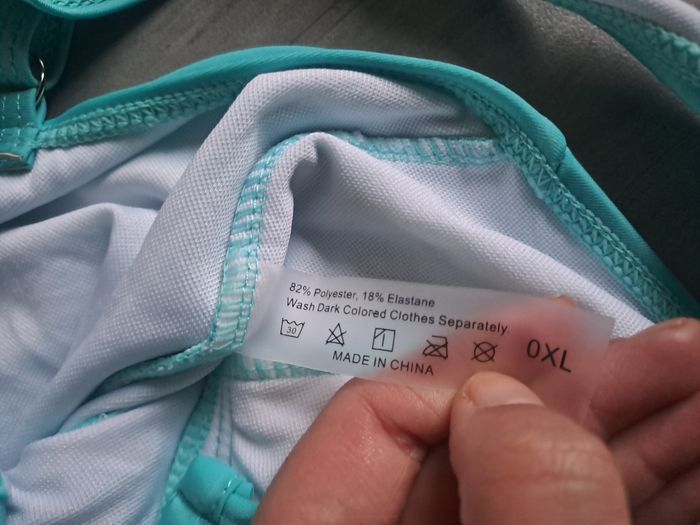 82% Polyester, 18% Elastane
Wash Dark Colored Clothes Separately
30
0XL
MADE IN CHINA